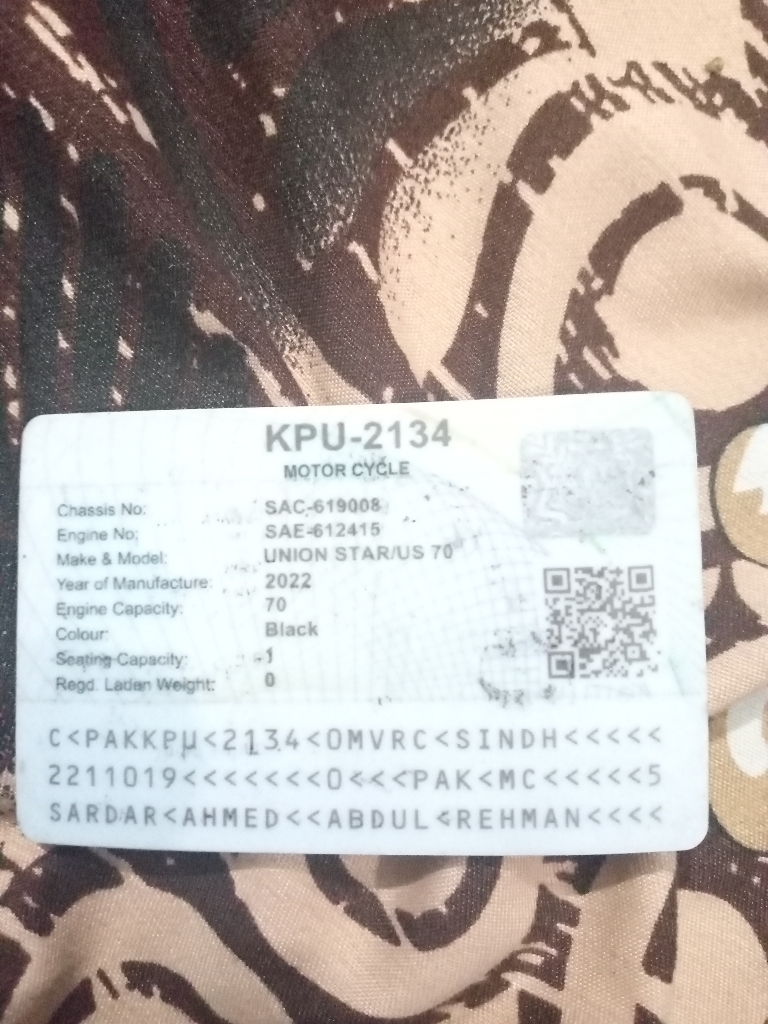 KPU-2134
MOTOR CYCLE
Chassis No: SAC-619008
Engine No: SAE-612415
Make & Model: UNION STAR/US 70
Year of Manufacture: 2022
Engine Capacity: 70
Colour: Black
Seating Capacity: 1
Regd. Laden Weight: 0
C<PAKKPU<2134<OMVRC<SINDH<<<<<
2211019<<<<<<<O<<<PAK<MC<<<<<5
SARDAR<AHMED<<ABDUL<REHMAN<<<<